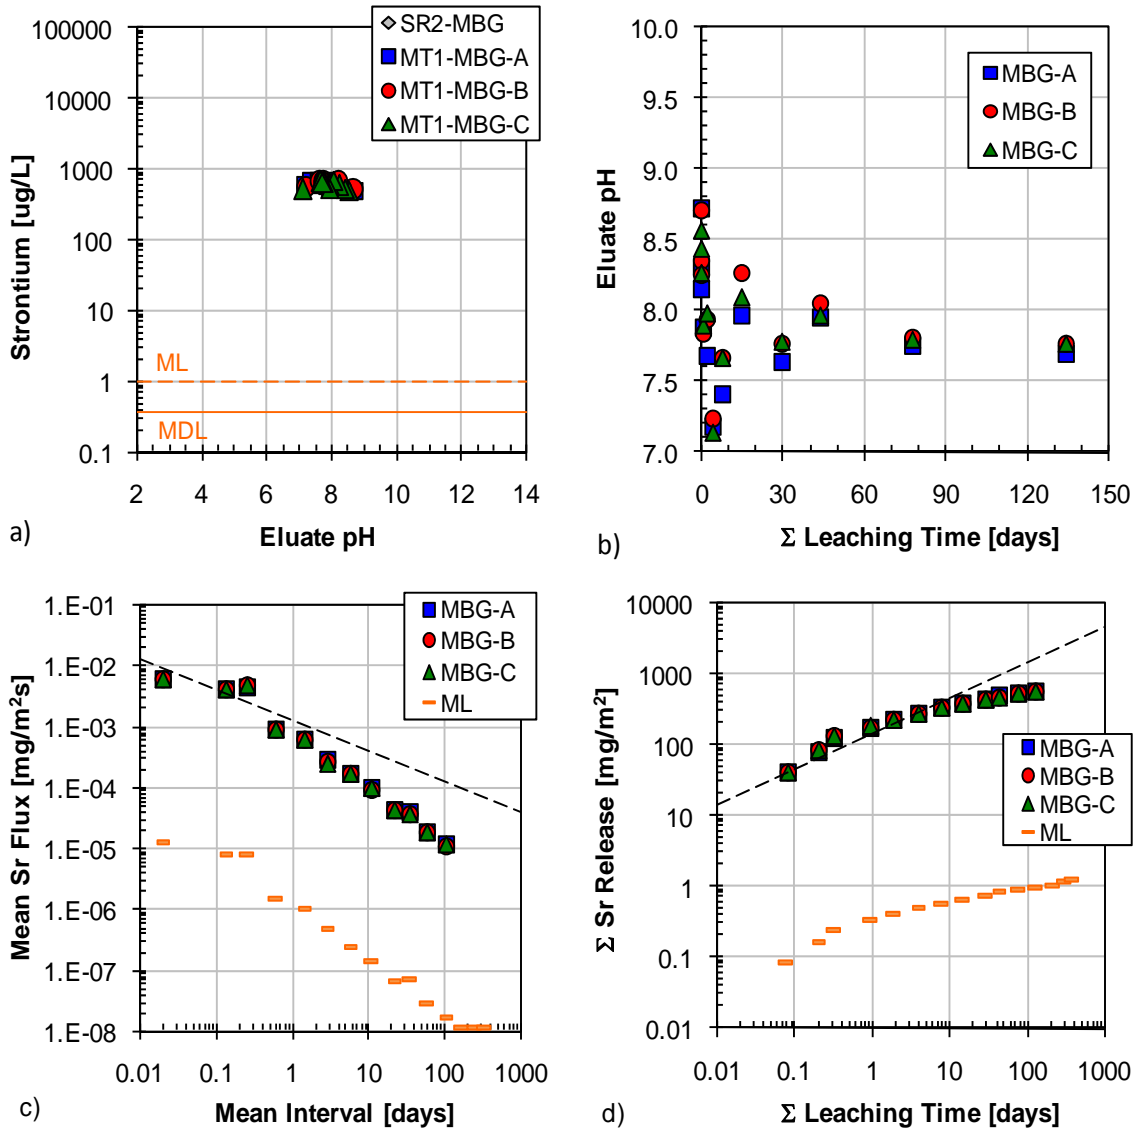 100000
10000
1000
100
10
1
0.1
Strontium [ug/L]
SR2-MBG
MT1-MBG-A
MT1-MBG-B
MT1-MBG-C
ML
MDL
2 4 6 8 10 12 14
Eluate pH
a)
10.0
9.5
9.0
8.5
8.0
7.5
7.0
Eluate pH
MBG-A
MBG-B
MBG-C
0 30 60 90 120 150
Σ Leaching Time [days]
b)
1.E-01
1.E-02
1.E-03
1.E-04
1.E-05
1.E-06
1.E-07
1.E-08
Mean Sr Flux [mg/m²s]
MBG-A
MBG-B
MBG-C
ML
0.01 0.1 1 10 100 1000
Mean Interval [days]
c)
10000
1000
100
10
1
0.1
0.01
Σ Sr Release [mg/m²]
MBG-A
MBG-B
MBG-C
ML
0.01 0.1 1 10 100 1000
Σ Leaching Time [days]
d)